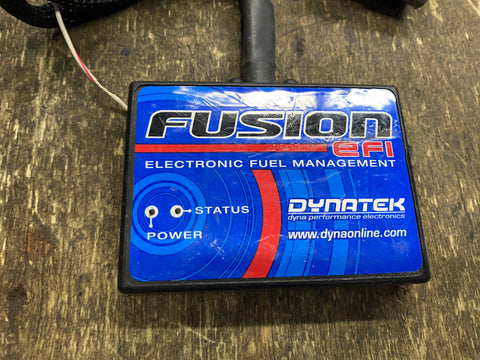 FUSION
EFI
ELECTRONIC FUEL MANAGEMENT
STATUS
POWER
DYNATEK
dyna performance electronics
www.dynaonline.com